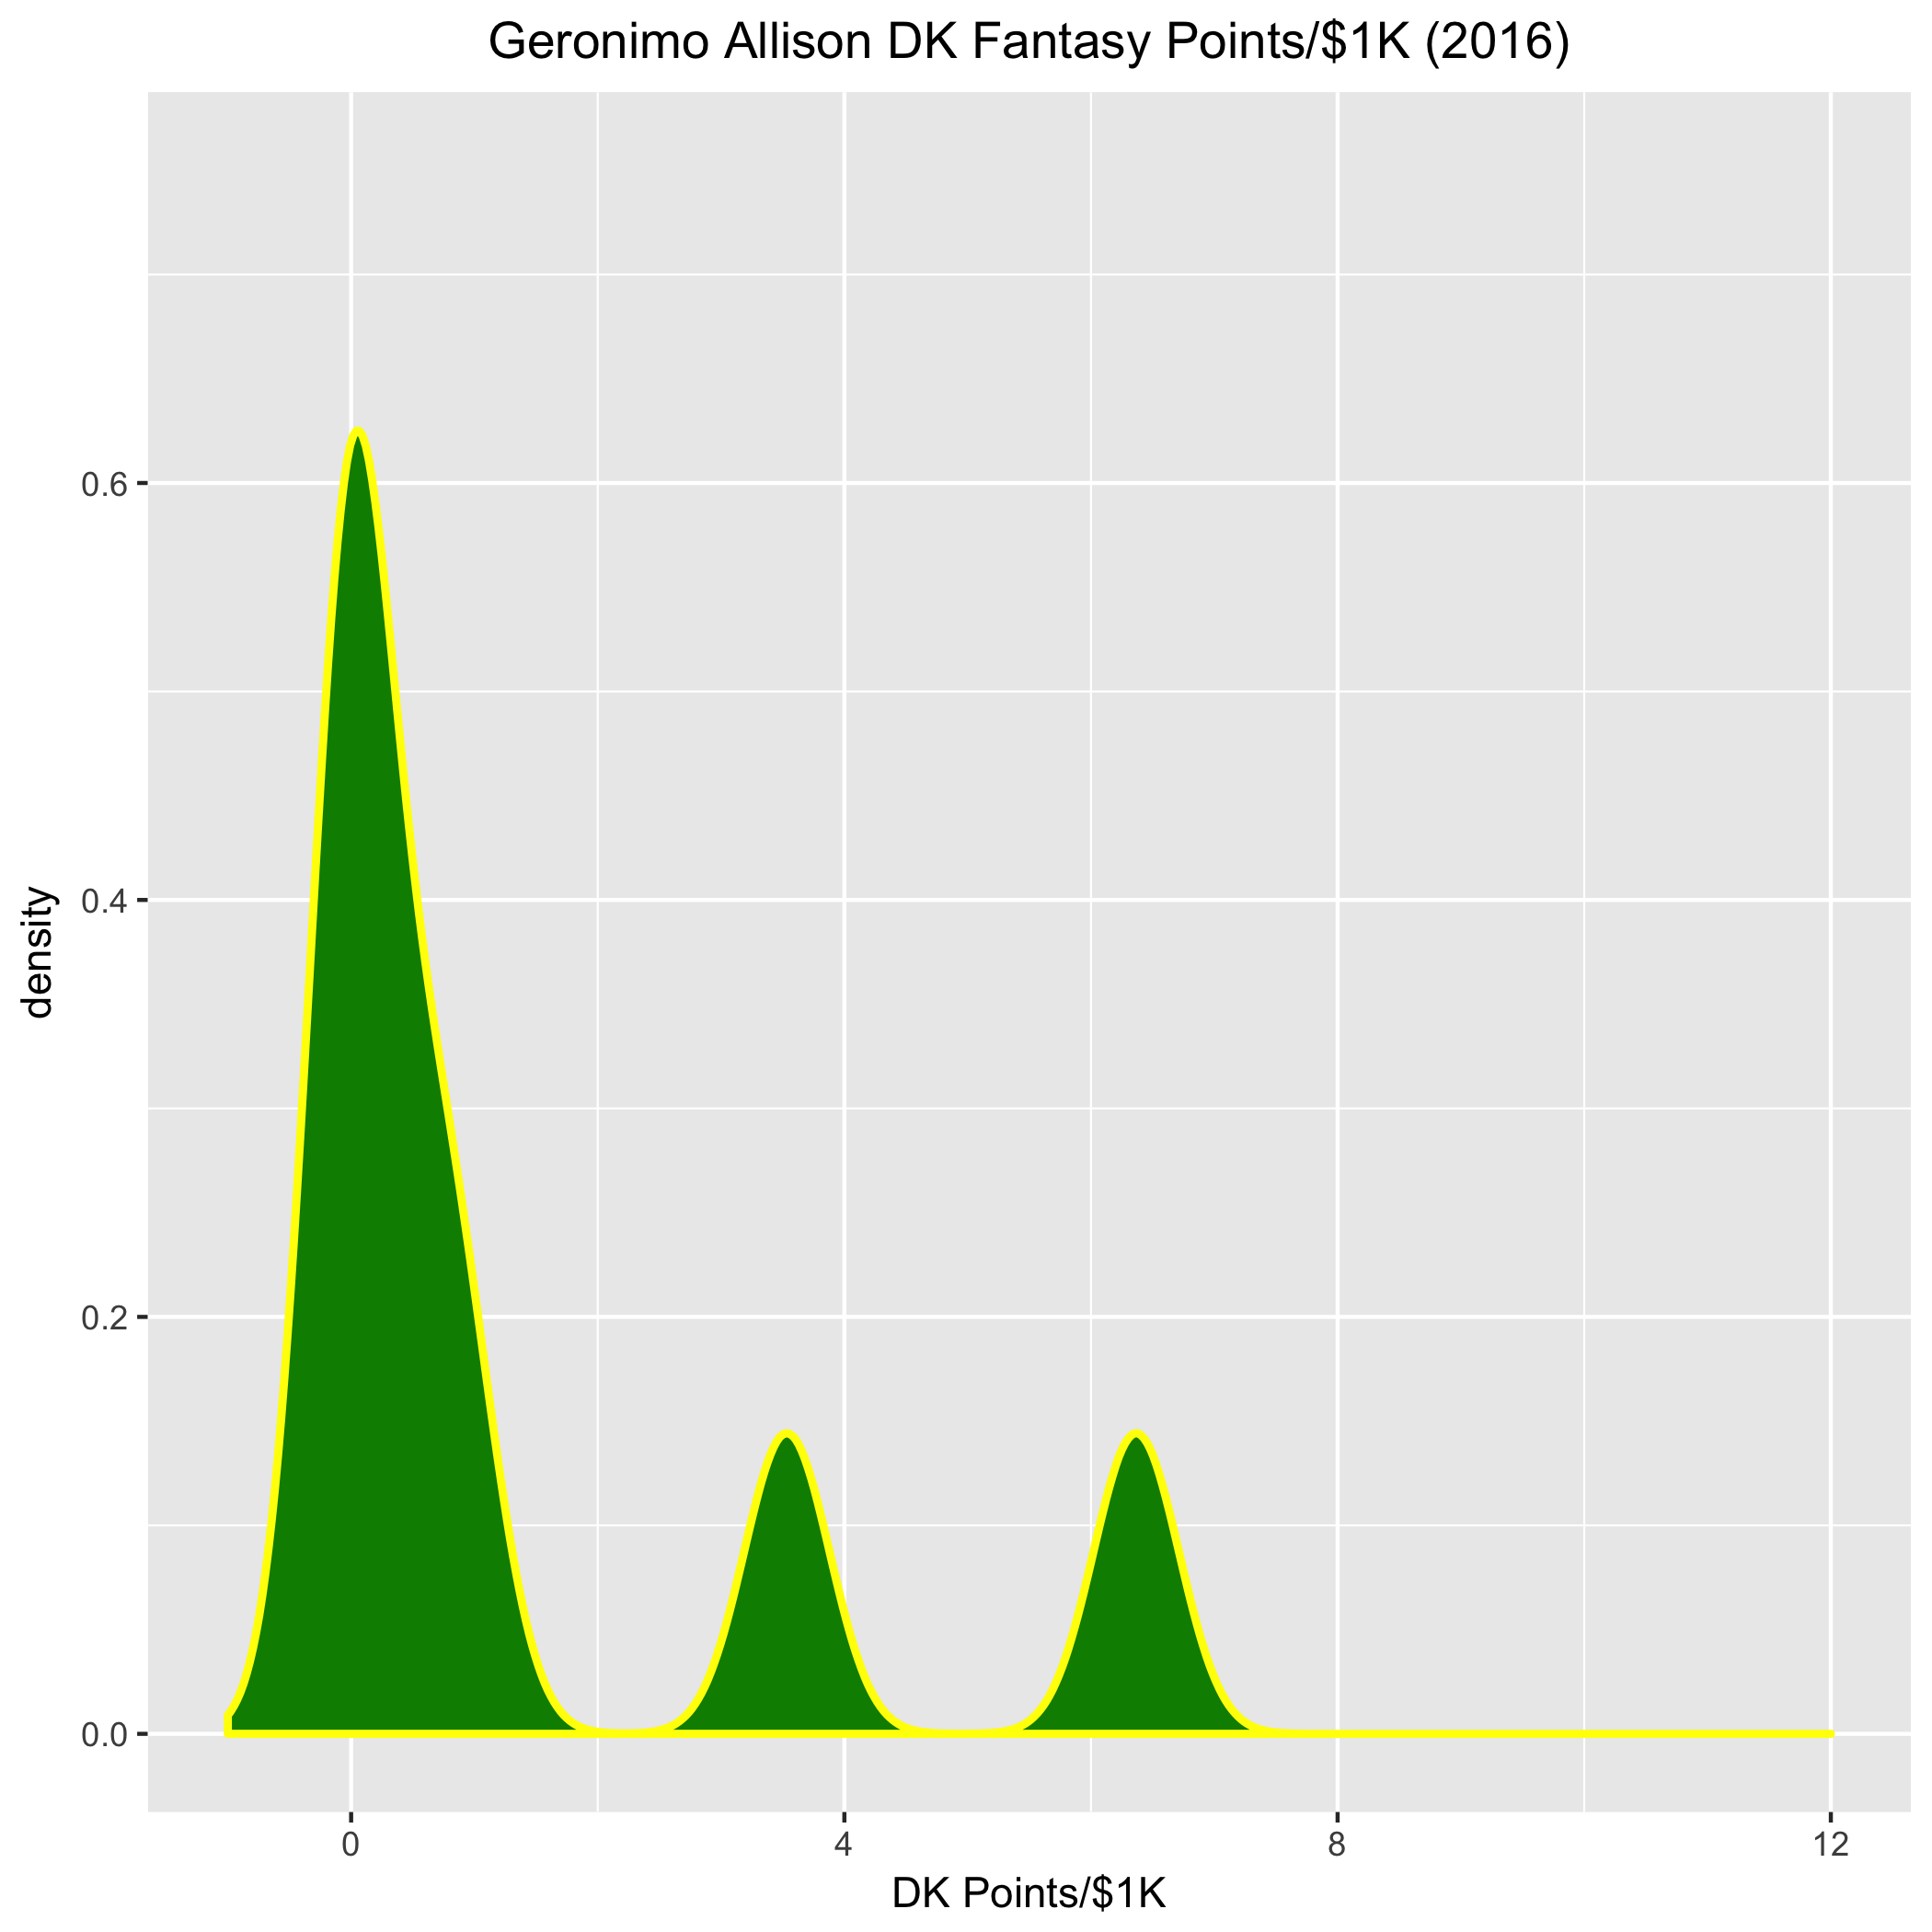 Geronimo Allison DK Fantasy Points/$1K (2016)
density
0.6
0.4
0.2
0.0
0 4 8 12
DK Points/$1K